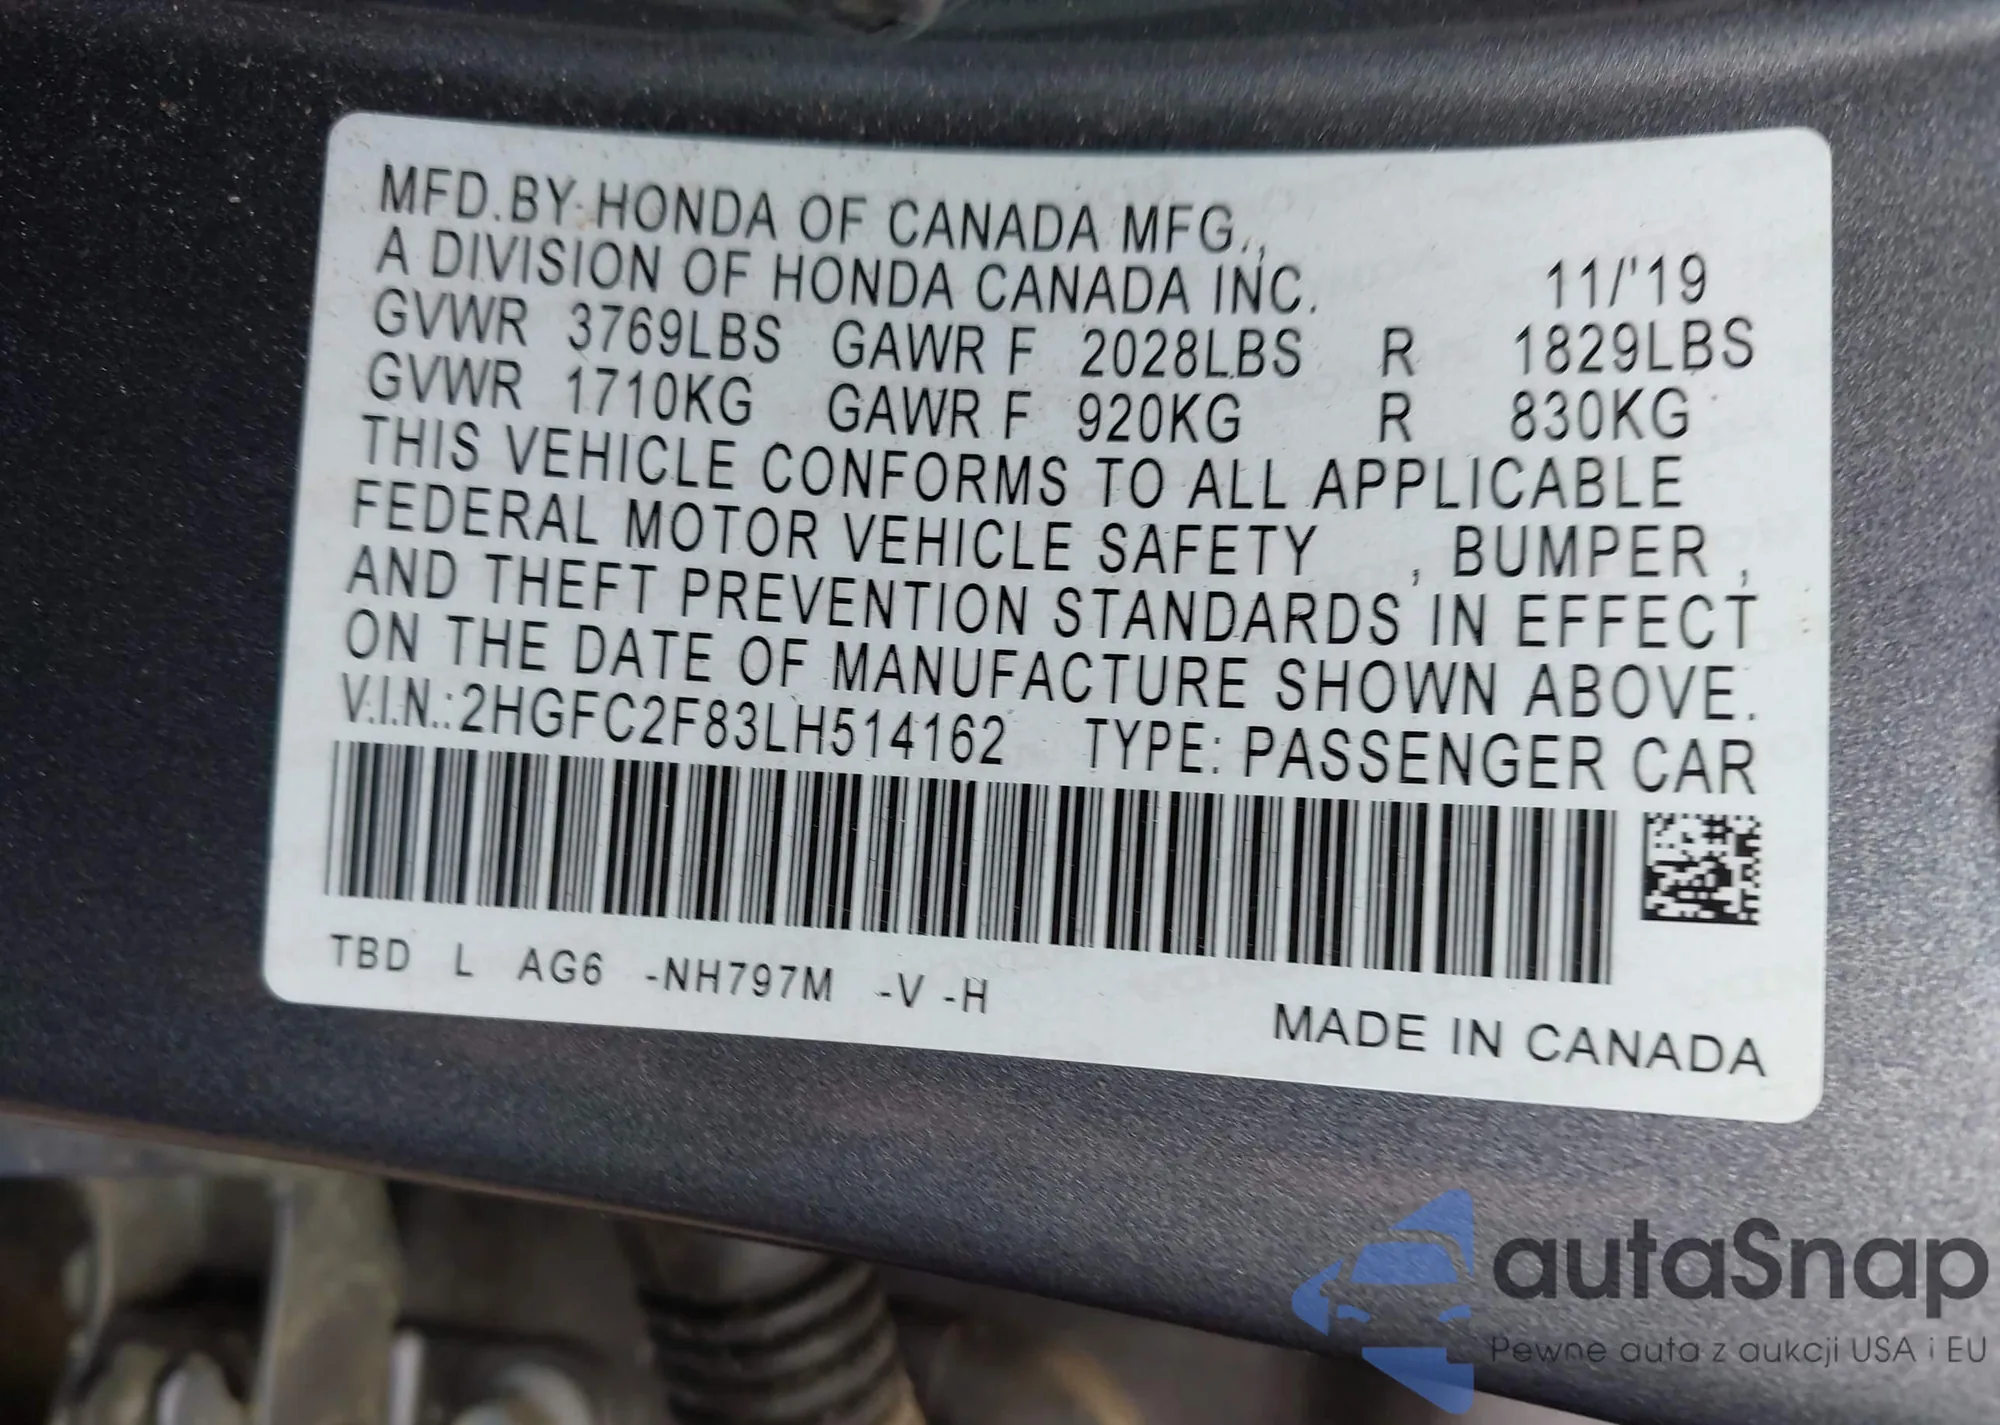 MFD.BY HONDA OF CANADA MFG.,
A DIVISION OF HONDA CANADA INC. 11/'19
GVWR 3769LBS GAWR F 2028LBS R 1829LBS
GVWR 1710KG GAWR F 920KG R 830KG
THIS VEHICLE CONFORMS TO ALL APPLICABLE
FEDERAL MOTOR VEHICLE SAFETY , BUMPER ,
AND THEFT PREVENTION STANDARDS IN EFFECT
ON THE DATE OF MANUFACTURE SHOWN ABOVE.
V.I.N.:2HGFC2F83LH514162 TYPE: PASSENGER CAR
TBD L AG6 -NH797M -V -H
MADE IN CANADA
autaSnap
Pewne auta z aukcji USA i EU